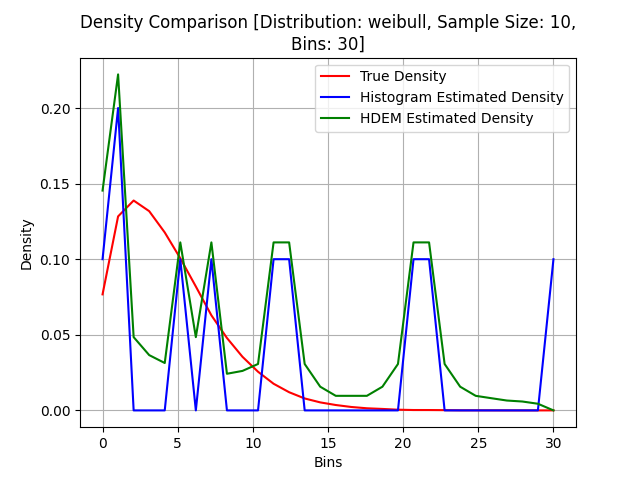 Density Comparison [Distribution: weibull, Sample Size: 10,
Bins: 30]
True Density
Histogram Estimated Density
HDEM Estimated Density
Density
0.20
0.15
0.10
0.05
0.00
0 5 10 15 20 25 30
Bins